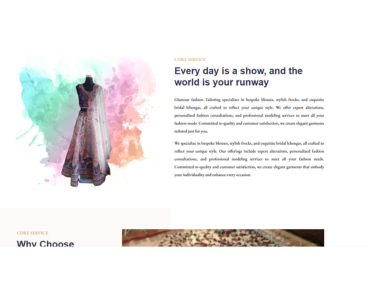 CORE SERVICE
Every day is a show, and the
world is your runway
Glamour fashion Tailoring specializes in bespoke blouses, stylish frocks, and exquisite
bridal lehengas, all crafted to reflect your unique style. We offer expert alterations,
personalized fashion consultations, and professional modeling services to meet all your
fashion needs. Committed to quality and customer satisfaction, we create elegant garments
tailored just for you.
We specialize in bespoke blouses, stylish frocks, and exquisite bridal lehengas, all crafted to
reflect your unique style. Our offerings include expert alterations, personalized fashion
consultations, and professional modeling services to meet all your fashion needs.
Committed to quality and customer satisfaction, we create elegant garments that embody
your individuality and enhance every occasion.
CORE SERVICE
Why Choose